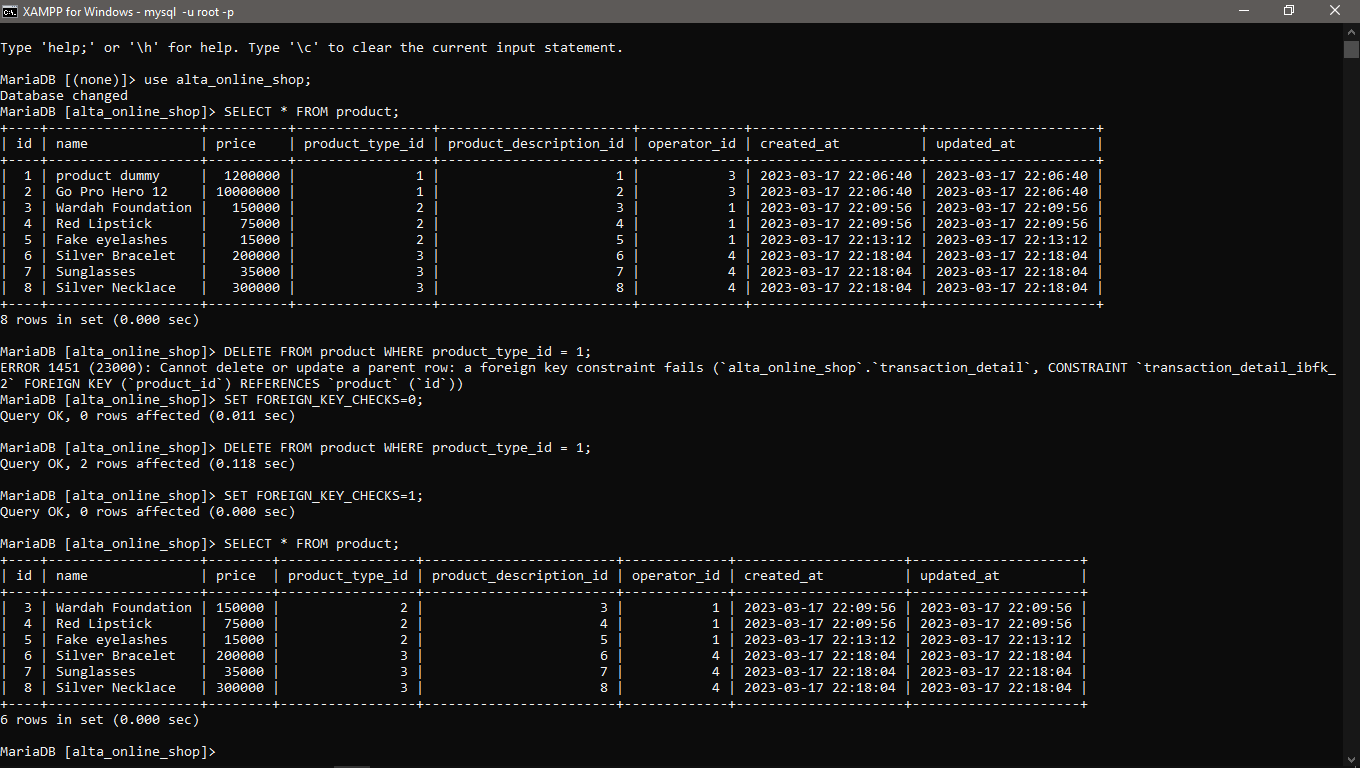 XAMPP for Windows - mysql  -u root -p
Type 'help;' or '\h' for help. Type '\c' to clear the current input statement.
MariaDB [(none)]> use alta_online_shop;
Database changed
MariaDB [alta_online_shop]> SELECT * FROM product;
+----+-------------------+----------+-----------------+------------------------+-------------+---------------------+---------------------+
| id | name              | price    | product_type_id | product_description_id | operator_id | created_at          | updated_at          |
+----+-------------------+----------+-----------------+------------------------+-------------+---------------------+---------------------+
|  1 | product dummy     |  1200000 |               1 |                      1 |           3 | 2023-03-17 22:06:40 | 2023-03-17 22:06:40 |
|  2 | Go Pro Hero 12    | 10000000 |               1 |                      2 |           3 | 2023-03-17 22:06:40 | 2023-03-17 22:06:40 |
|  3 | Wardah Foundation |   150000 |               2 |                      3 |           1 | 2023-03-17 22:09:56 | 2023-03-17 22:09:56 |
|  4 | Red Lipstick      |    75000 |               2 |                      4 |           1 | 2023-03-17 22:09:56 | 2023-03-17 22:09:56 |
|  5 | Fake eyelashes    |    15000 |               2 |                      5 |           1 | 2023-03-17 22:13:12 | 2023-03-17 22:13:12 |
|  6 | Silver Bracelet   |   200000 |               3 |                      6 |           4 | 2023-03-17 22:18:04 | 2023-03-17 22:18:04 |
|  7 | Sunglasses        |    35000 |               3 |                      7 |           4 | 2023-03-17 22:18:04 | 2023-03-17 22:18:04 |
|  8 | Silver Necklace   |   300000 |               3 |                      8 |           4 | 2023-03-17 22:18:04 | 2023-03-17 22:18:04 |
+----+-------------------+----------+-----------------+------------------------+-------------+---------------------+---------------------+
8 rows in set (0.000 sec)
MariaDB [alta_online_shop]> DELETE FROM product WHERE product_type_id = 1;
ERROR 1451 (23000): Cannot delete or update a parent row: a foreign key constraint fails (`alta_online_shop`.`transaction_detail`, CONSTRAINT `transaction_detail_ibfk_
2` FOREIGN KEY (`product_id`) REFERENCES `product` (`id`))
MariaDB [alta_online_shop]> SET FOREIGN_KEY_CHECKS=0;
Query OK, 0 rows affected (0.011 sec)
MariaDB [alta_online_shop]> DELETE FROM product WHERE product_type_id = 1;
Query OK, 2 rows affected (0.118 sec)
MariaDB [alta_online_shop]> SET FOREIGN_KEY_CHECKS=1;
Query OK, 0 rows affected (0.000 sec)
MariaDB [alta_online_shop]> SELECT * FROM product;
+----+-------------------+--------+-----------------+------------------------+-------------+---------------------+---------------------+
| id | name              | price  | product_type_id | product_description_id | operator_id | created_at          | updated_at          |
+----+-------------------+--------+-----------------+------------------------+-------------+---------------------+---------------------+
|  3 | Wardah Foundation | 150000 |               2 |                      3 |           1 | 2023-03-17 22:09:56 | 2023-03-17 22:09:56 |
|  4 | Red Lipstick      |  75000 |               2 |                      4 |           1 | 2023-03-17 22:09:56 | 2023-03-17 22:09:56 |
|  5 | Fake eyelashes    |  15000 |               2 |                      5 |           1 | 2023-03-17 22:13:12 | 2023-03-17 22:13:12 |
|  6 | Silver Bracelet   | 200000 |               3 |                      6 |           4 | 2023-03-17 22:18:04 | 2023-03-17 22:18:04 |
|  7 | Sunglasses        |  35000 |               3 |                      7 |           4 | 2023-03-17 22:18:04 | 2023-03-17 22:18:04 |
|  8 | Silver Necklace   | 300000 |               3 |                      8 |           4 | 2023-03-17 22:18:04 | 2023-03-17 22:18:04 |
+----+-------------------+--------+-----------------+------------------------+-------------+---------------------+---------------------+
6 rows in set (0.000 sec)
MariaDB [alta_online_shop]>